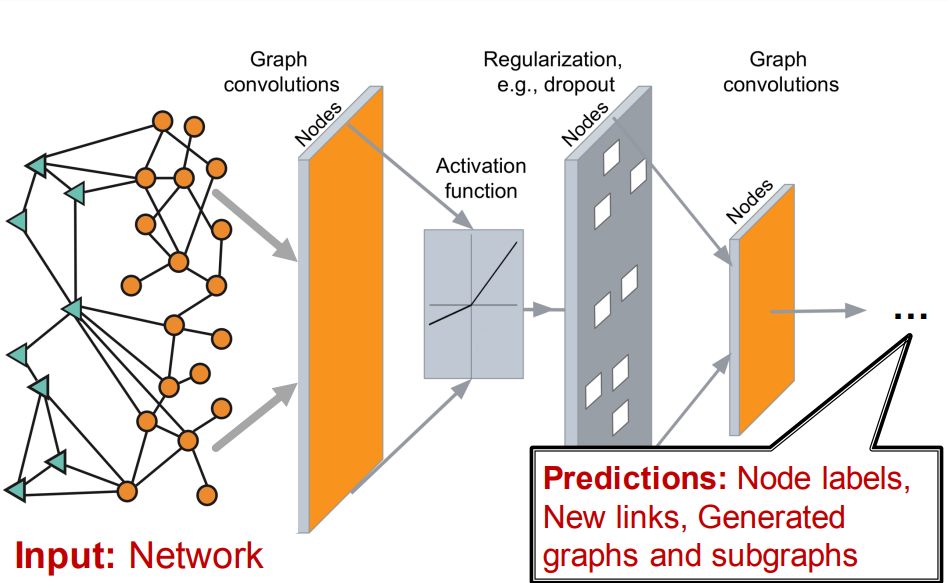 Graph
convolutions
Nodes
Activation
function
Regularization,
e.g., dropout
Nodes
Graph
convolutions
Nodes
...
Input: Network
Predictions: Node labels,
New links, Generated
graphs and subgraphs